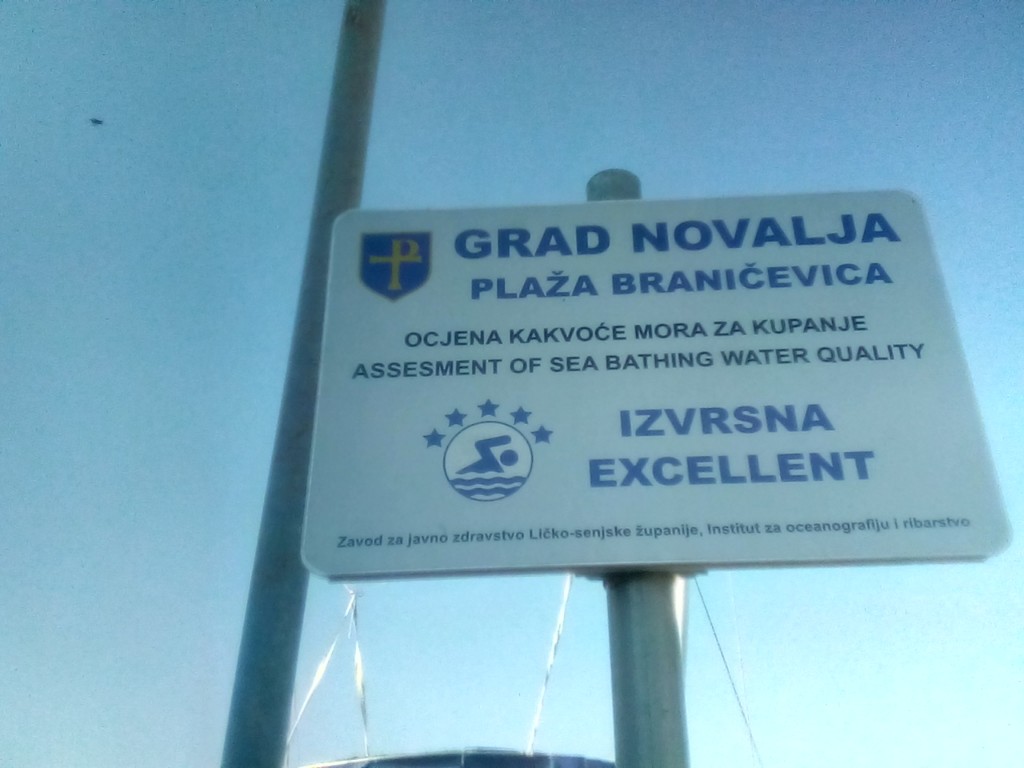 GRAD NOVALJA
PLAŽA BRANIČEVICA
OCJENA KAKVOĆE MORA ZA KUPANJE
ASSESMENT OF SEA BATHING WATER QUALITY
IZVRSNA
EXCELLENT
Zavod za javno zdravstvo Ličko-senjske županije, Institut za oceanografiju i ribarstvo